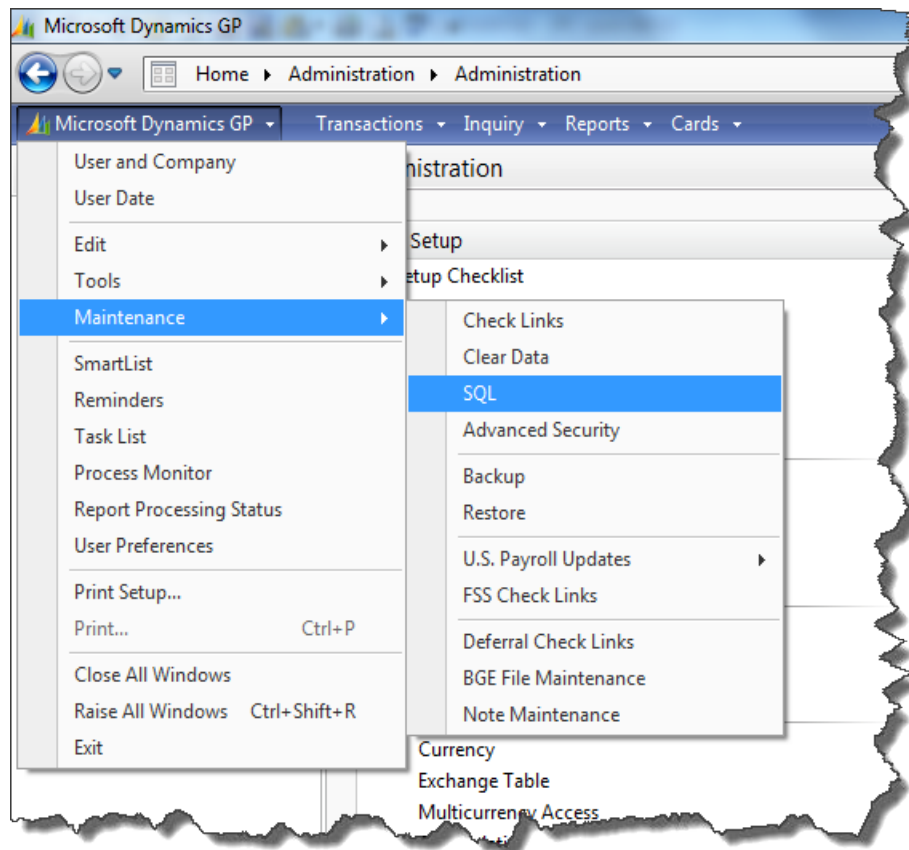 Microsoft Dynamics GP
Home Administration Administration
Microsoft Dynamics GP Transactions Inquiry Reports Cards
User and Company
nistration
User Date
Edit
Setup
Tools
etup Checklist
Maintenance
Check Links
Clear Data
SQL
Advanced Security
Backup
Restore
U.S. Payroll Updates
FSS Check Links
Deferral Check Links
BGE File Maintenance
Note Maintenance
SmartList
Reminders
Task List
Process Monitor
Report Processing Status
User Preferences
Print Setup...
Print... Ctrl+P
Close All Windows
Raise All Windows Ctrl+Shift+R
Exit
Currency
Exchange Table
Multicurrency Access